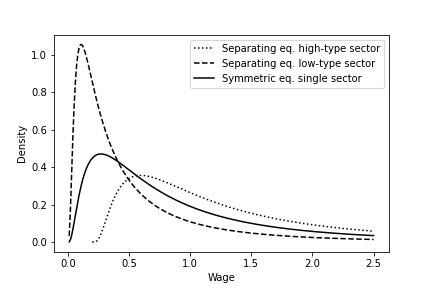 Separating eq. high-type sector
Separating eq. low-type sector
Symmetric eq. single sector
Density
1.0
0.8
0.6
0.4
0.2
0.0
0.0 0.5 1.0 1.5 2.0 2.5
Wage